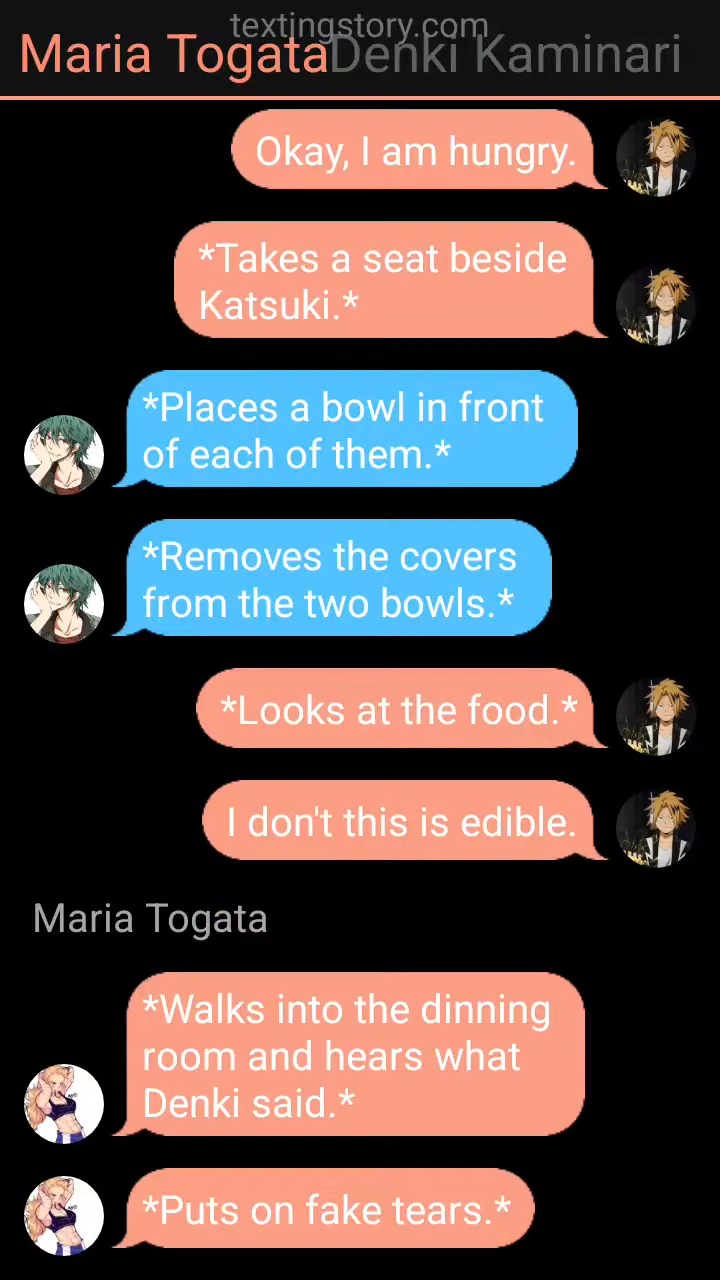 textingstory.com
Maria Togata Denki Kaminari
Okay, I am hungry.
*Takes a seat beside
Katsuki.*
*Places a bowl in front
of each of them.*
*Removes the covers
from the two bowls.*
*Looks at the food.*
I don't this is edible.
Maria Togata
*Walks into the dinning
room and hears what
Denki said.*
*Puts on fake tears.*